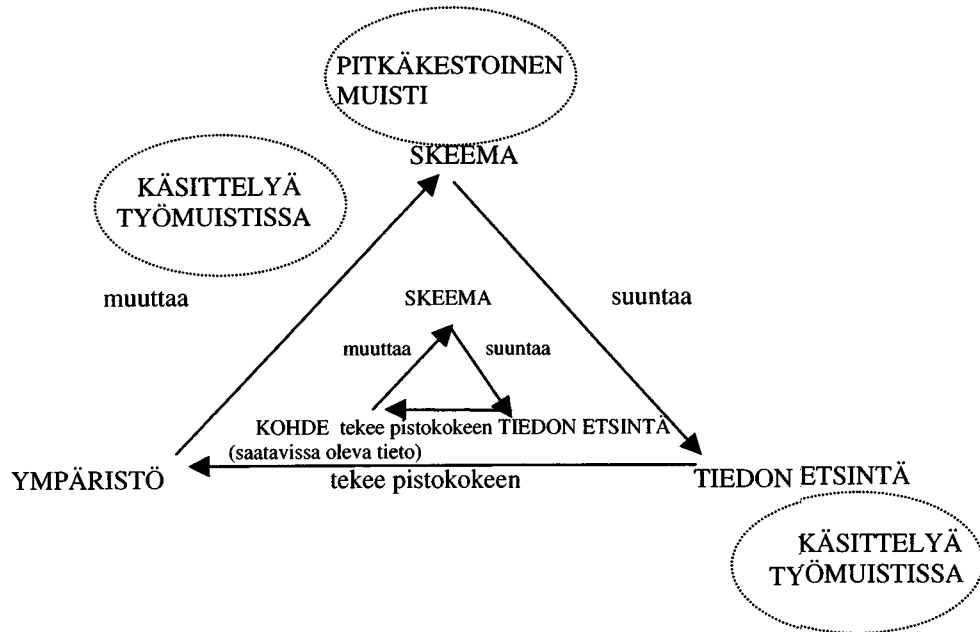 PITKÄKESTOINEN
MUISTI
SKEEMA
KÄSITTELYÄ
TYÖMUISTISSA
muuttaa
suuntaa
SKEEMA
muuttaa
suuntaa
KOHDE tekee pistokokeen TIEDON ETSINTÄ
(saatavissa oleva tieto)
YMPÄRISTÖ
tekee pistokokeen
TIEDON ETSINTÄ
KÄSITTELYÄ
TYÖMUISTISSA